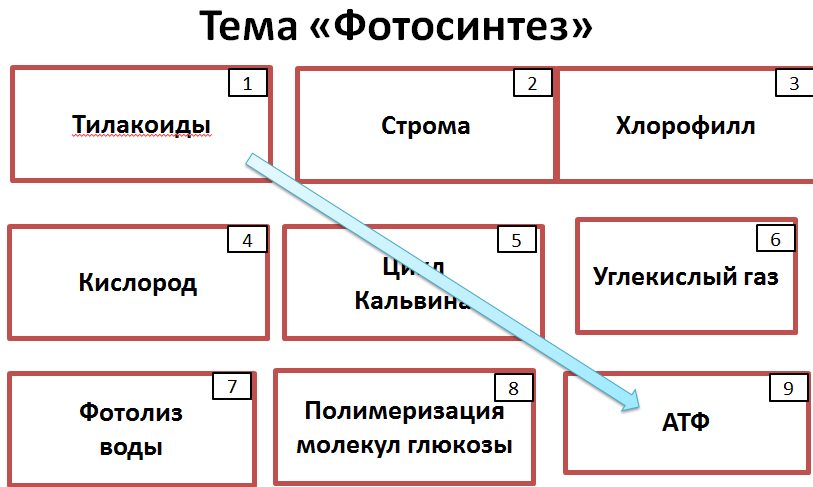 Тема «Фотосинтез»
1
Тилакоиды
2
Строма
3
Хлорофилл
4
Кислород
5
Цикл
Кальвина
6
Углекислый газ
7
Фотолиз
воды
8
Полимеризация
молекул глюкозы
9
АТФ